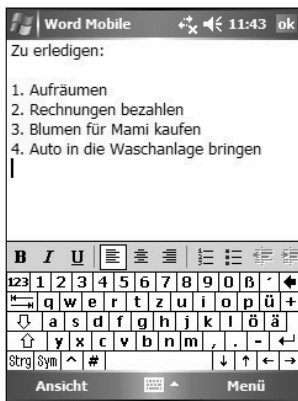 Word Mobile 11:43 ok
Zu erledigen:
1. Aufräumen
2. Rechnungen bezahlen
3. Blumen für Mami kaufen
4. Auto in die Waschanlage bringen
B I U
123 1 2 3 4 5 6 7 8 9 0 ß ´
q w e r t z u i o p ü +
a s d f g h j k l ö ä
y x c v b n m , . -
Strg Sym ^ #
Ansicht Menü